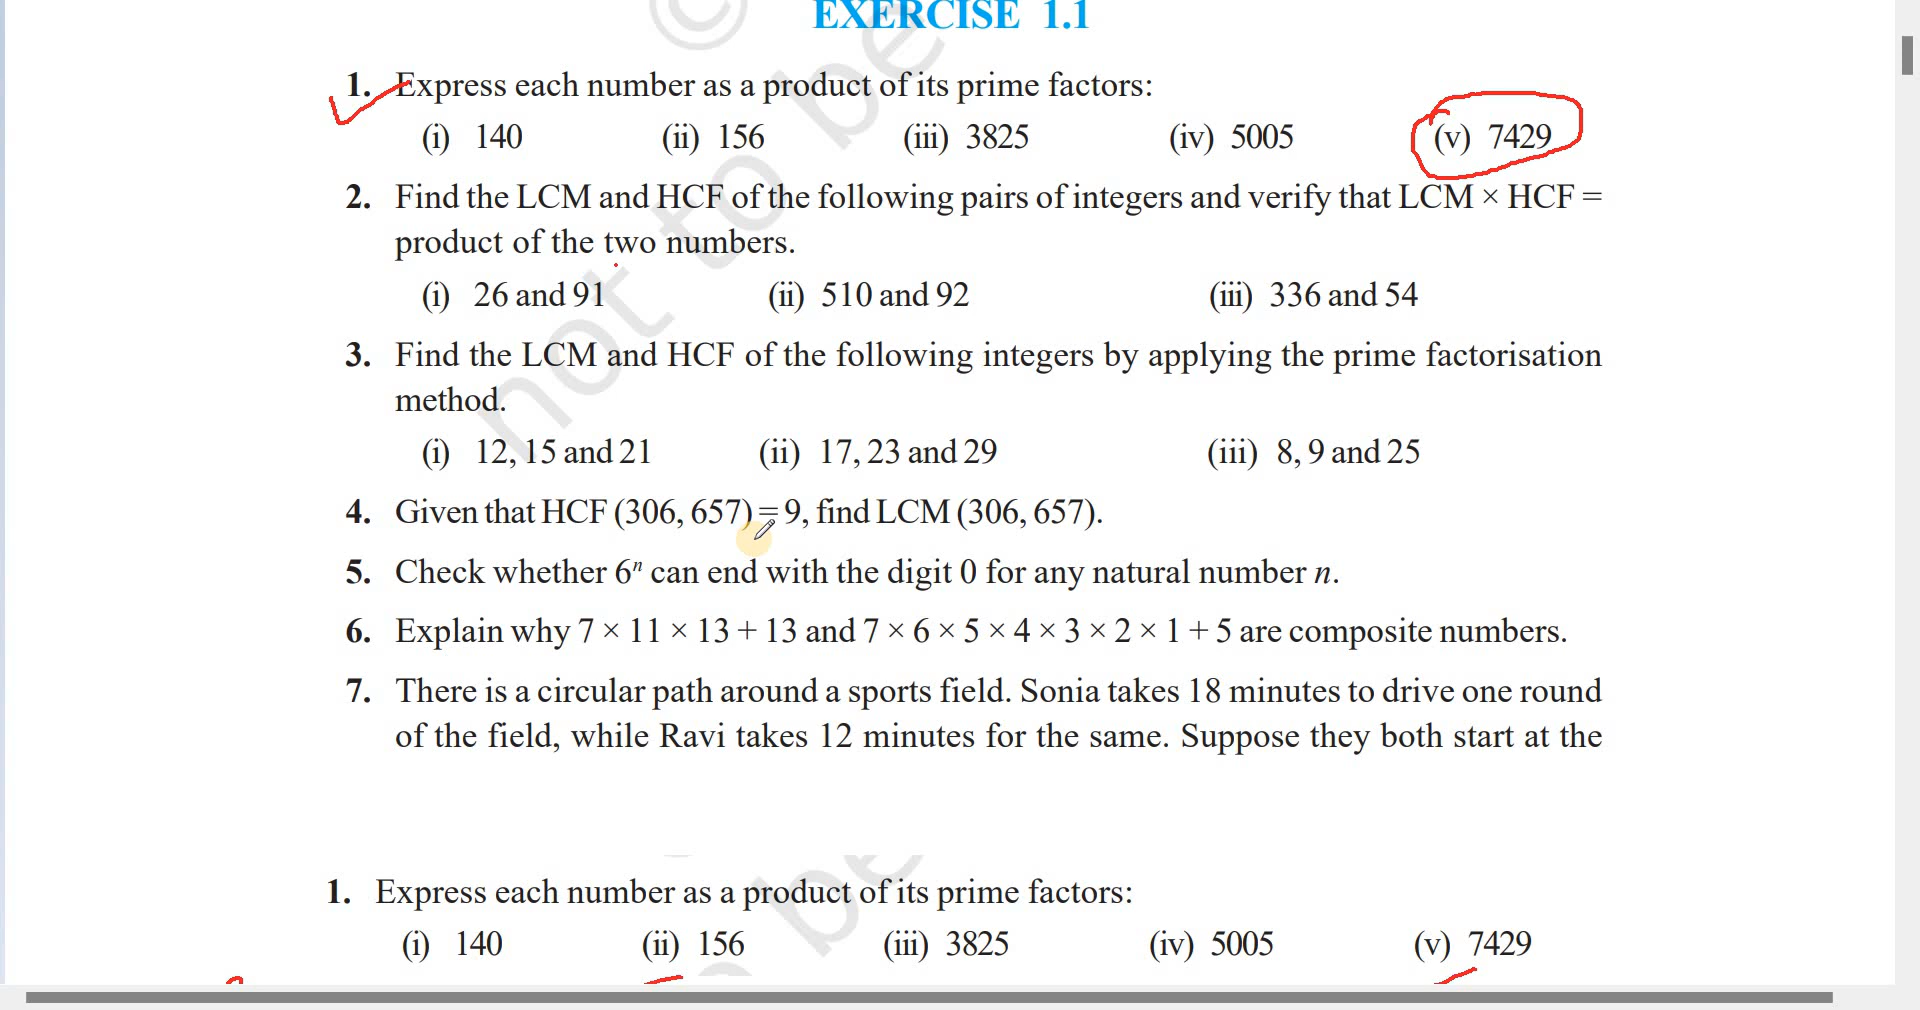 EXERCISE 1.1
1. Express each number as a product of its prime factors:
(i) 140 (ii) 156 (iii) 3825 (iv) 5005 (v) 7429
2. Find the LCM and HCF of the following pairs of integers and verify that LCM × HCF =
product of the two numbers.
(i) 26 and 91 (ii) 510 and 92 (iii) 336 and 54
3. Find the LCM and HCF of the following integers by applying the prime factorisation
method.
(i) 12, 15 and 21 (ii) 17, 23 and 29 (iii) 8, 9 and 25
4. Given that HCF (306, 657) = 9, find LCM (306, 657).
5. Check whether 6ⁿ can end with the digit 0 for any natural number n.
6. Explain why 7 × 11 × 13 + 13 and 7 × 6 × 5 × 4 × 3 × 2 × 1 + 5 are composite numbers.
7. There is a circular path around a sports field. Sonia takes 18 minutes to drive one round
of the field, while Ravi takes 12 minutes for the same. Suppose they both start at the
1. Express each number as a product of its prime factors:
(i) 140 (ii) 156 (iii) 3825 (iv) 5005 (v) 7429
© not to be
be